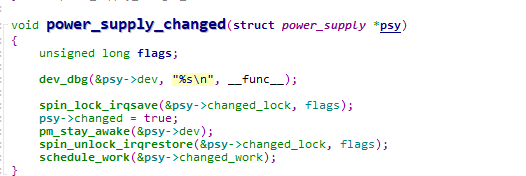 void power_supply_changed(struct power_supply *psy)
{
    unsigned long flags;

    dev_dbg(&psy->dev, "%s\n", __func__);

    spin_lock_irqsave(&psy->changed_lock, flags);
    psy->changed = true;
    pm_stay_awake(&psy->dev);
    spin_unlock_irqrestore(&psy->changed_lock, flags);
    schedule_work(&psy->changed_work);
}